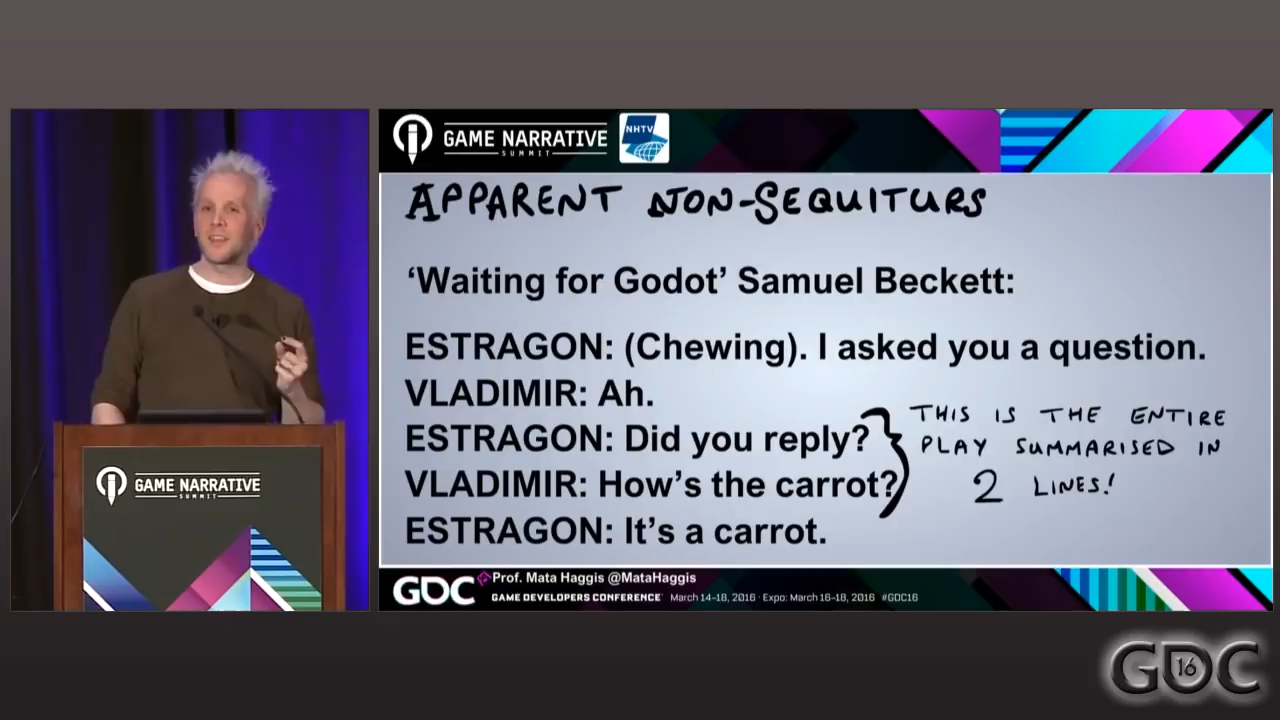 GAME NARRATIVE
SUMMIT
NHTV
APPARENT NON-SEQUITURS
‘Waiting for Godot’ Samuel Beckett:
ESTRAGON: (Chewing). I asked you a question.
VLADIMIR: Ah.
ESTRAGON: Did you reply?
VLADIMIR: How’s the carrot?
ESTRAGON: It’s a carrot.
THIS IS THE ENTIRE
PLAY SUMMARISED IN
2 LINES!
GAME NARRATIVE
SUMMIT
GDC
Prof. Mata Haggis @MataHaggis
GAME DEVELOPERS CONFERENCE March 14–18, 2016 · Expo: March 16–18, 2016 #GDC16
GDC
16